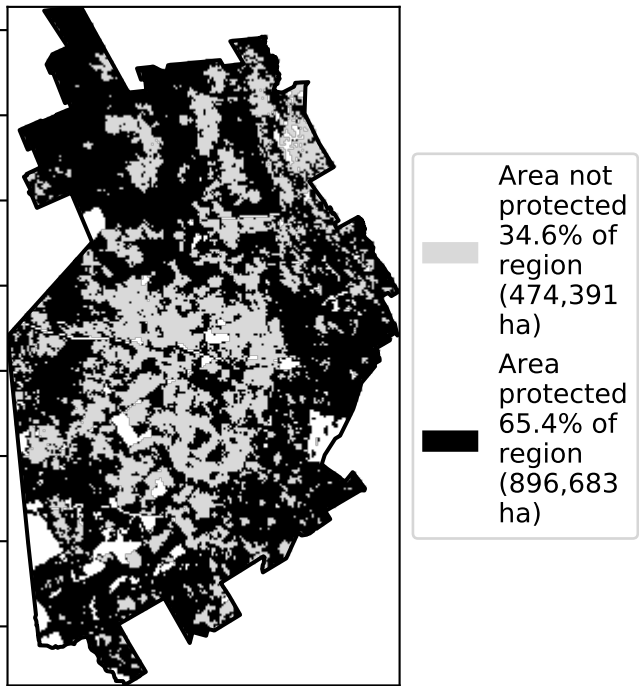 Area not
protected
34.6% of
region
(474,391
ha)
Area
protected
65.4% of
region
(896,683
ha)